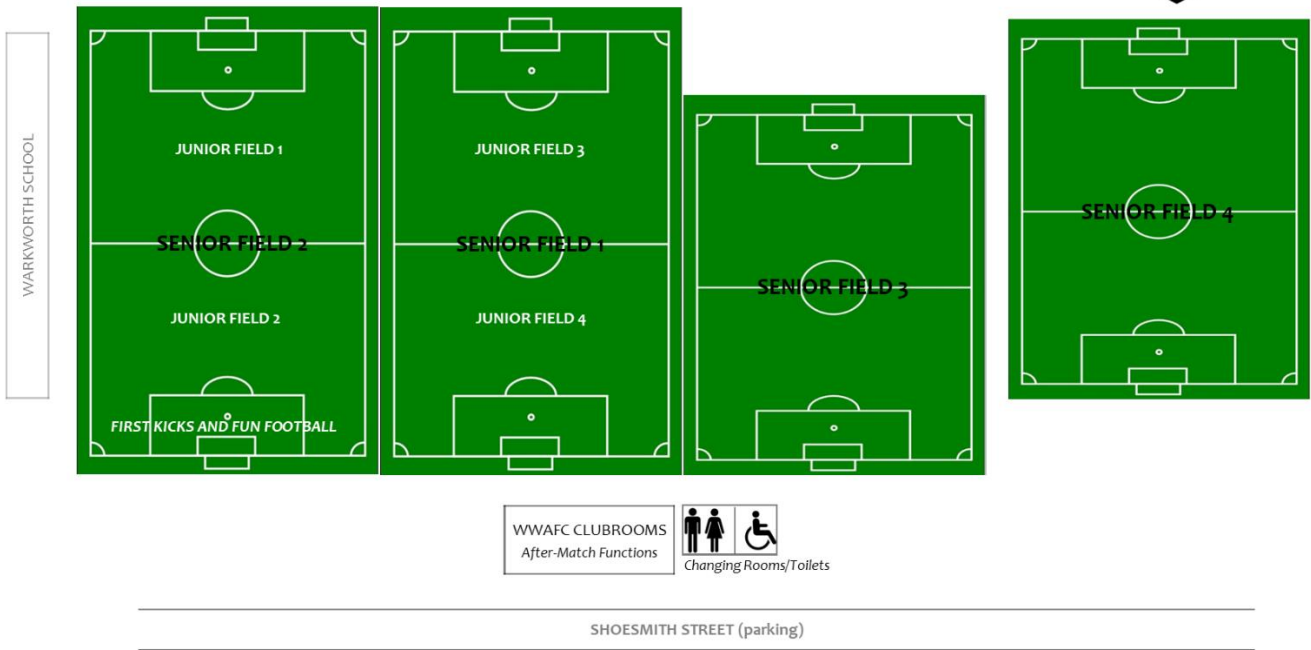 WARKWORTH SCHOOL
JUNIOR FIELD 1
SENIOR FIELD 2
JUNIOR FIELD 2
FIRST KICKS AND FUN FOOTBALL
JUNIOR FIELD 3
SENIOR FIELD 1
JUNIOR FIELD 4
SENIOR FIELD 3
SENIOR FIELD 4
WWAFC CLUBROOMS
After-Match Functions
Changing Rooms/Toilets
SHOESMITH STREET (parking)